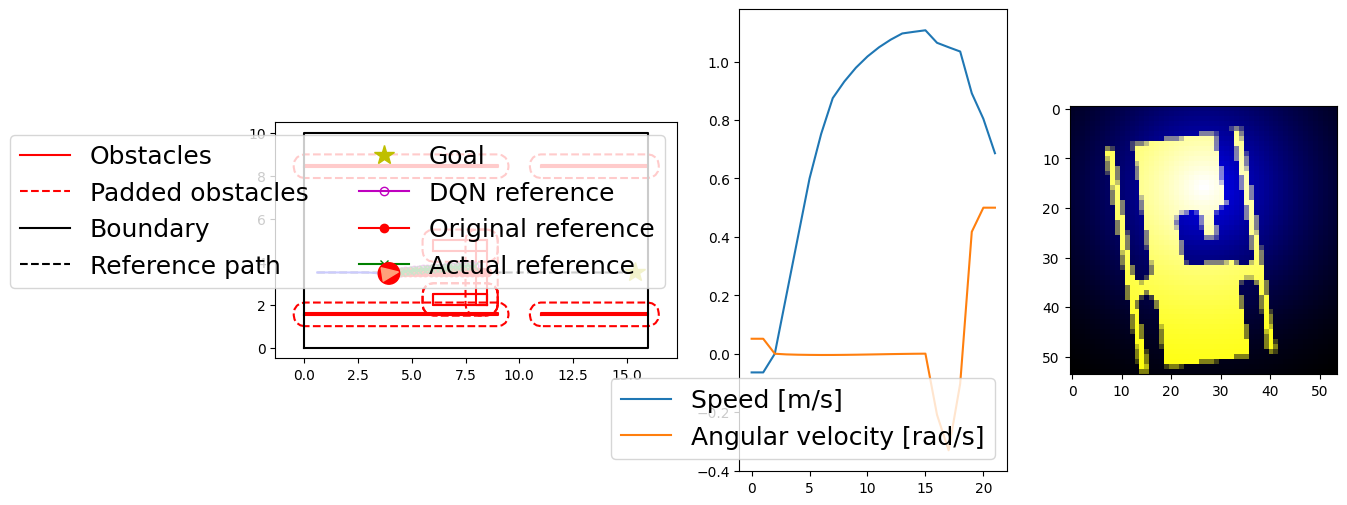 Obstacles
Padded obstacles
Boundary
Reference path
Goal
DQN reference
Original reference
Actual reference
10
8
6
4
2
0
0.0 2.5 5.0 7.5 10.0 12.5 15.0
1.0
0.8
0.6
0.4
0.2
0.0
−0.2
−0.4
0 5 10 15 20
Speed [m/s]
Angular velocity [rad/s]
0
10
20
30
40
50
0 10 20 30 40 50